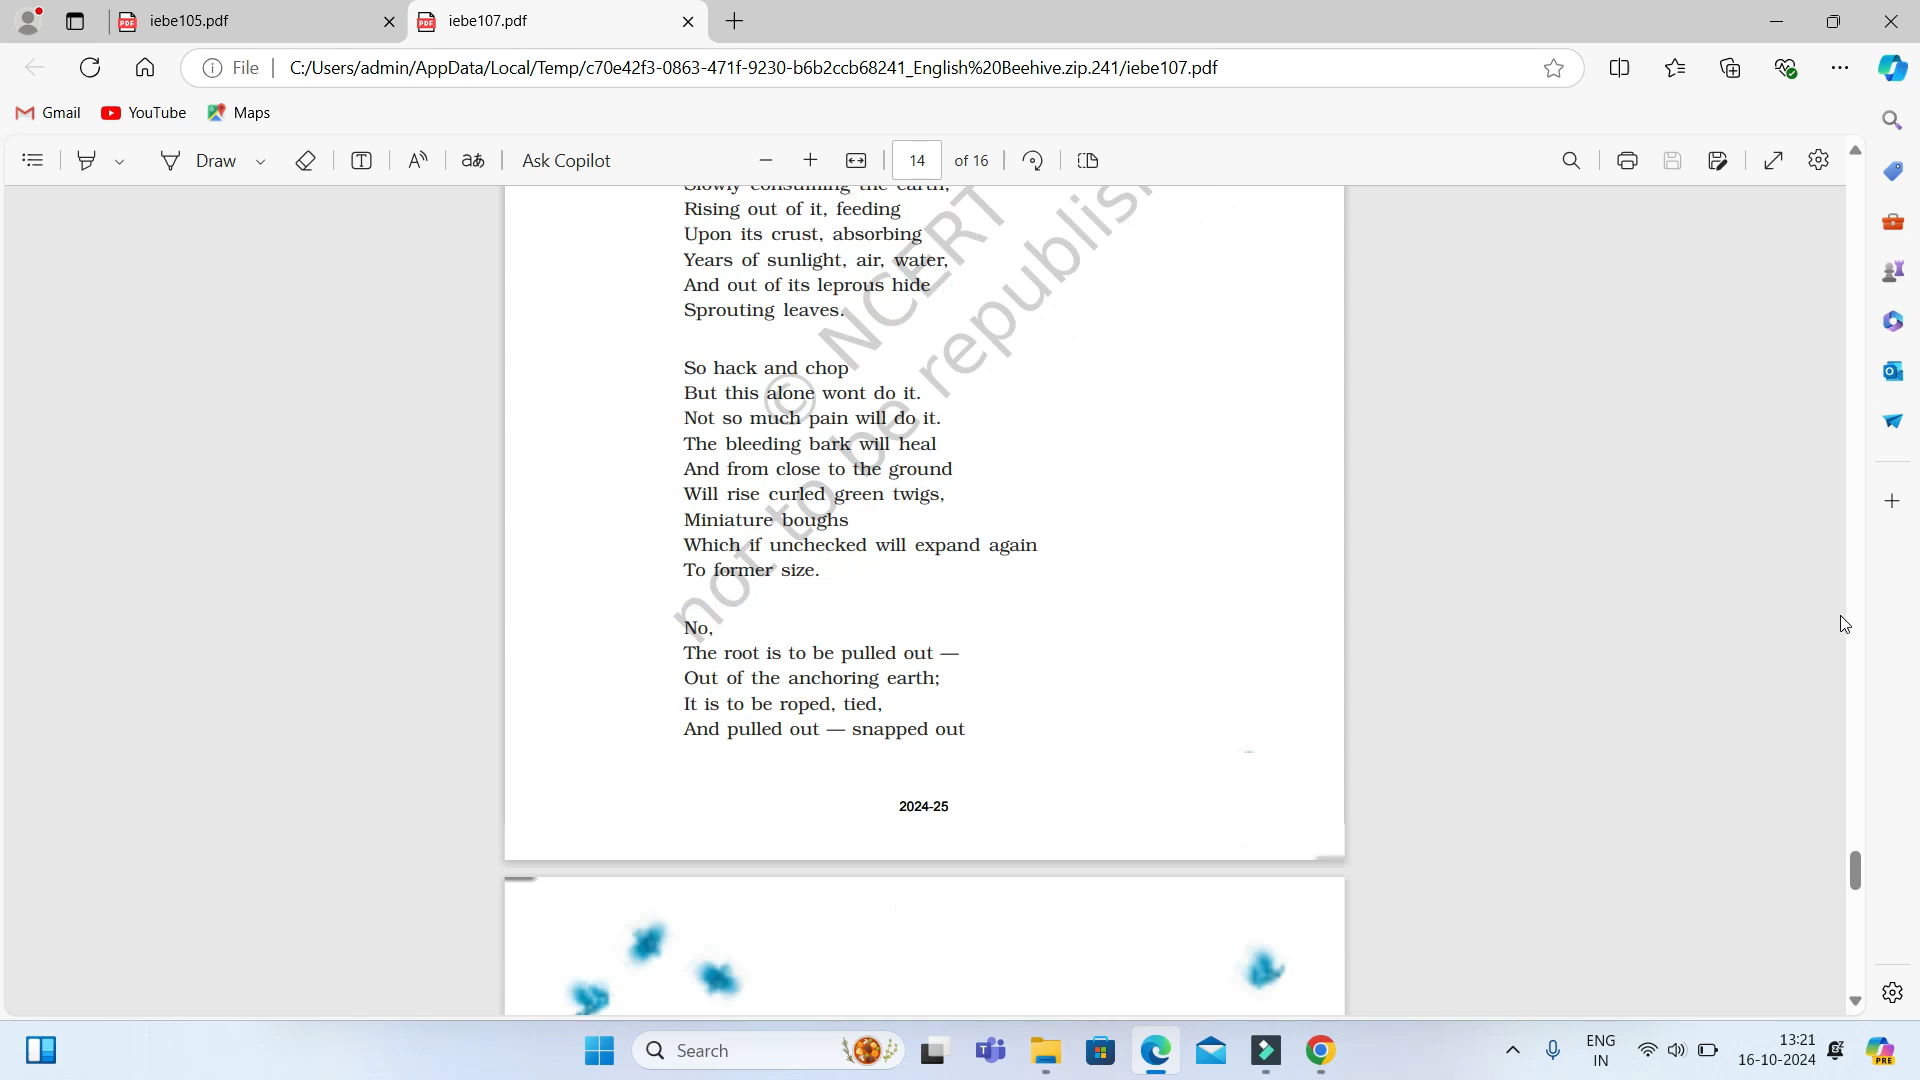 iebe105.pdf
iebe107.pdf
File
C:/Users/admin/AppData/Local/Temp/c70e42f3-0863-471f-9230-b6b2ccb68241_English%20Beehive.zip.241/iebe107.pdf
Gmail
YouTube
Maps
Draw
Ask Copilot
14 of 16
Slowly consuming the earth,
Rising out of it, feeding
Upon its crust, absorbing
Years of sunlight, air, water,
And out of its leprous hide
Sprouting leaves.
So hack and chop
But this alone wont do it.
Not so much pain will do it.
The bleeding bark will heal
And from close to the ground
Will rise curled green twigs,
Miniature boughs
Which if unchecked will expand again
To former size.
No,
The root is to be pulled out —
Out of the anchoring earth;
It is to be roped, tied,
And pulled out — snapped out
© NCERT
not to be republis
2024-25
Search
ENG
IN
13:21
16-10-2024
PRE